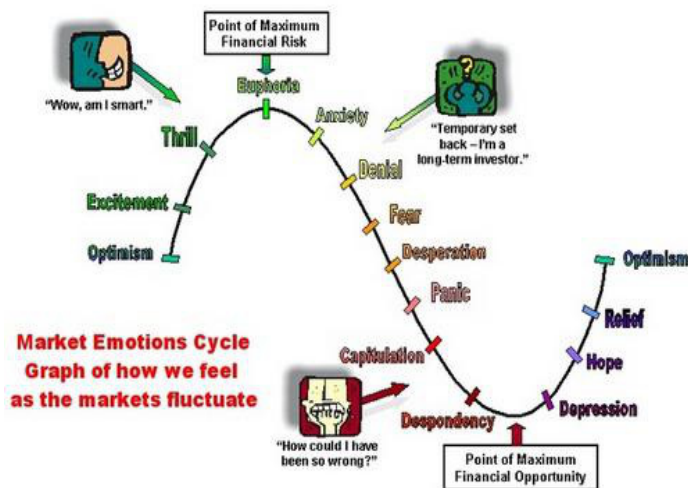 Point of Maximum
Financial Risk
"Wow, am I smart."
Euphoria
Anxiety
?
"Temporary set
back – I'm a
long-term investor."
Thrill
Denial
Excitement
Fear
Optimism
Desperation
Optimism
Panic
Relief
Market Emotions Cycle
Graph of how we feel
as the markets fluctuate
Capitulation
Hope
Despondency
Depression
"How could I have
been so wrong?"
Point of Maximum
Financial Opportunity